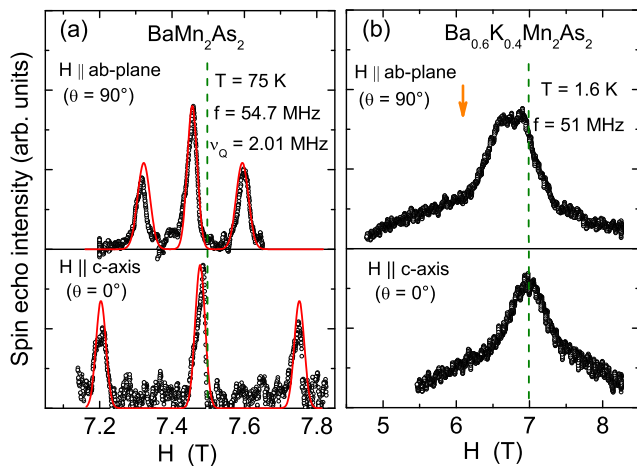 (a) BaMn₂As₂
H || ab-plane
(θ = 90°)
T = 75 K
f = 54.7 MHz
ν_Q = 2.01 MHz
H || c-axis
(θ = 0°)
7.2 7.4 7.6 7.8
H (T)
Spin echo intensity (arb. units)
(b) Ba₀.₆K₀.₄Mn₂As₂
H || ab-plane
(θ = 90°)
T = 1.6 K
f = 51 MHz
H || c-axis
(θ = 0°)
5 6 7 8
H (T)